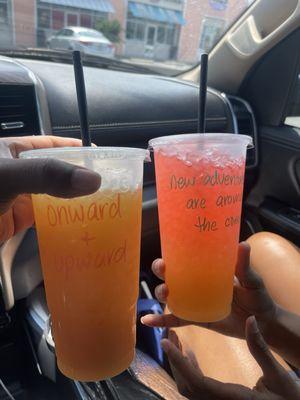 onward
+
upward
new adventures
are around
the corner